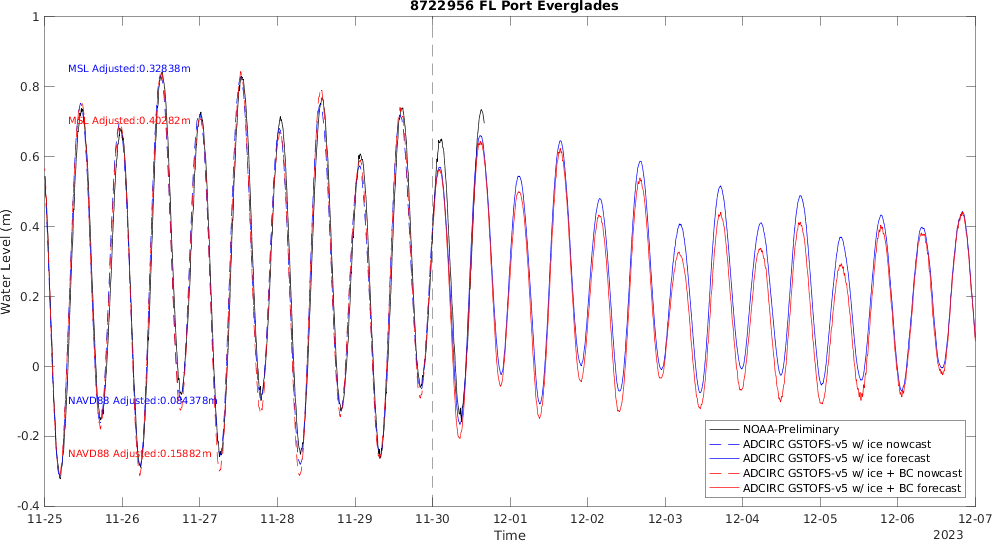 8722956 FL Port Everglades
Water Level (m)
1
0.8
0.6
0.4
0.2
0
-0.2
-0.4
MSL Adjusted:0.32838m
MSL Adjusted:0.40282m
NAVD88 Adjusted:0.084378m
NAVD88 Adjusted:0.15882m
NOAA-Preliminary
ADCIRC GSTOFS-v5 w/ ice nowcast
ADCIRC GSTOFS-v5 w/ ice forecast
ADCIRC GSTOFS-v5 w/ ice + BC nowcast
ADCIRC GSTOFS-v5 w/ ice + BC forecast
11-25 11-26 11-27 11-28 11-29 11-30 12-01 12-02 12-03 12-04 12-05 12-06 12-07
Time
2023